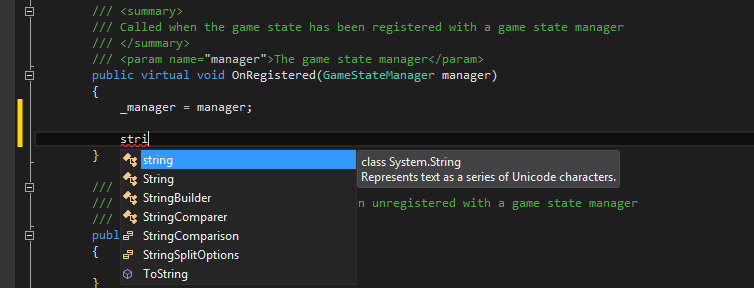 /// <summary>
/// Called when the game state has been registered with a game state manager
/// </summary>
/// <param name="manager">The game state manager</param>
public virtual void OnRegistered(GameStateManager manager)
{
_manager = manager;
stri
}
string
class System.String
Represents text as a series of Unicode characters.
String
StringBuilder
StringComparer
StringComparison
StringSplitOptions
ToString
///
/// n unregistered with a game state manager
///
publ
{
}